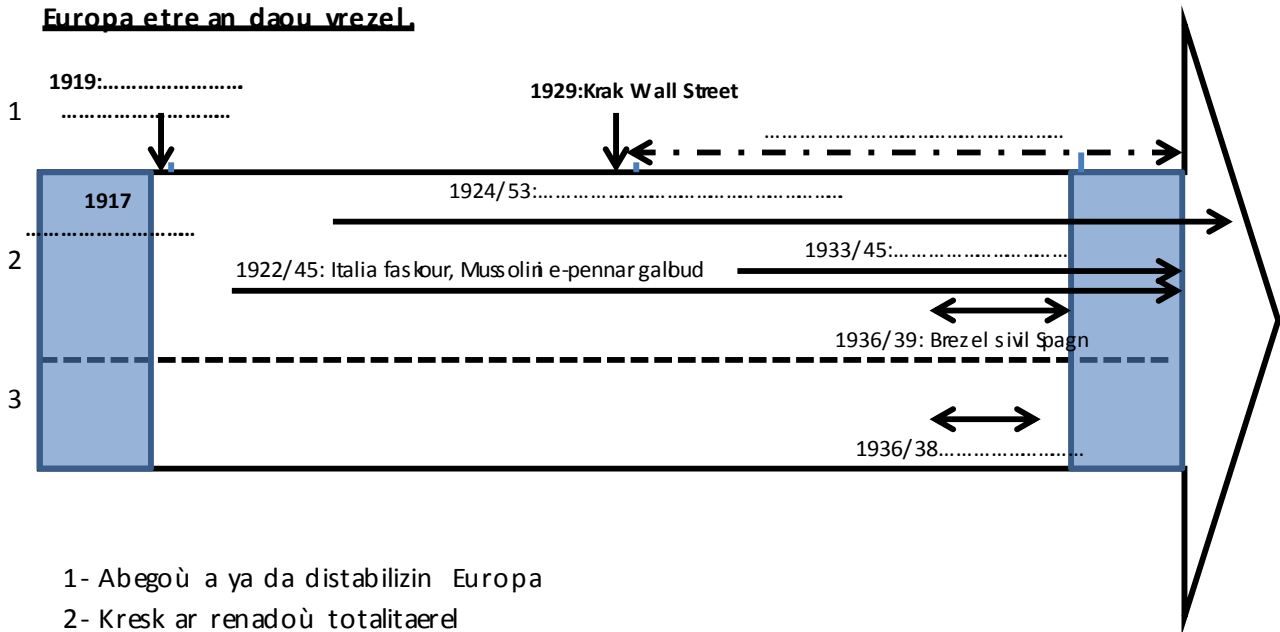 Europa etre an daou vrezel.
1919:........................
1929:Krak Wall Street
1
.............................
....................................................
1917
1924/53:.....................................................
.............................
2
1933/45:..............................
1922/45: Italia faskour, Mussolini e-penn ar galbud
1936/39: Brezel sivil Spagn
3
1936/38.........................
1- Abegoù a ya da distabilizin Europa
2- Kresk ar renadoù totalitaerel